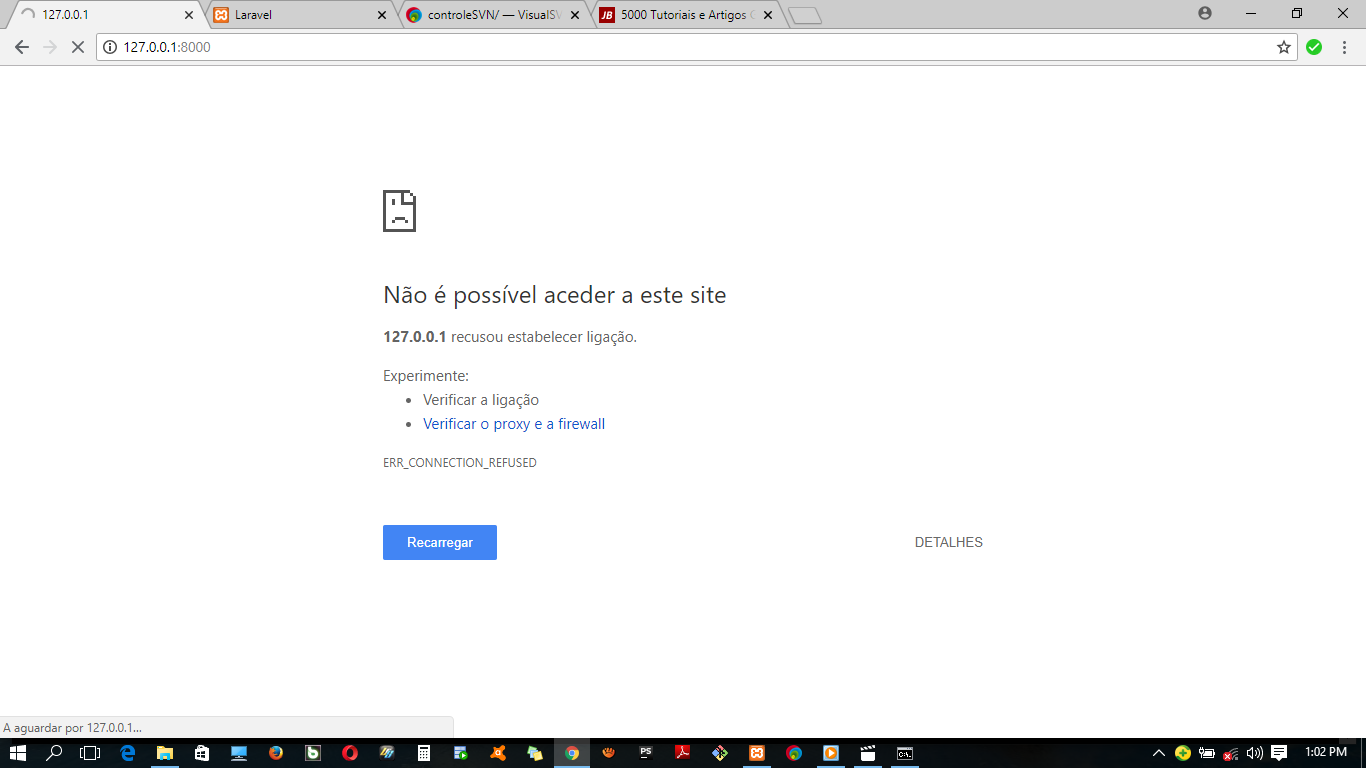 127.0.0.1
Laravel
controleSVN/ — VisualSV
5000 Tutoriais e Artigos
127.0.0.1:8000
Não é possível aceder a este site
127.0.0.1 recusou estabelecer ligação.
Experimente:
• Verificar a ligação
• Verificar o proxy e a firewall
ERR_CONNECTION_REFUSED
Recarregar
DETALHES
A aguardar por 127.0.0.1...
1:02 PM